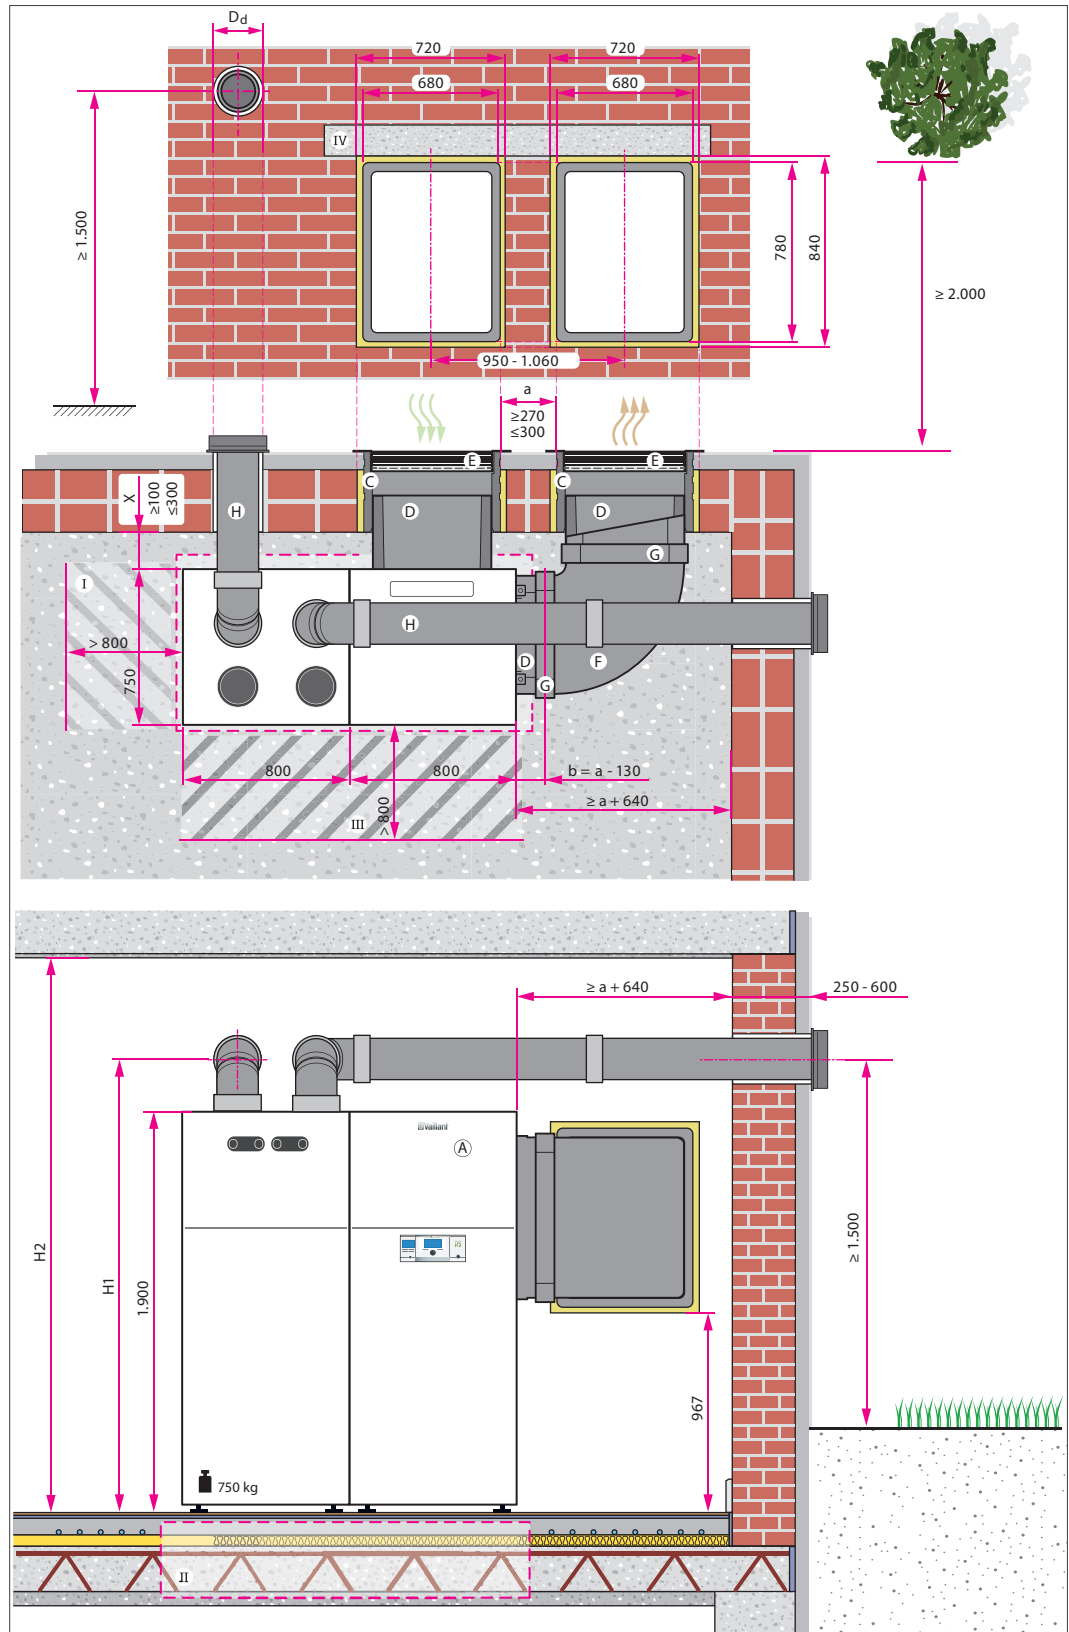 Dd
720
720
680
680
IV
≥ 1.500
780
840
≥ 2.000
950 - 1.060
a
≥270
≤300
E
E
C
C
X
≥100
≤300
H
D
D
G
I
> 800
H
750
D
F
G
800
800
b = a - 130
> 800
≥ a + 640
III
≥ a + 640
250 - 600
Vaillant
A
H2
H1
1.900
≥ 1.500
967
750 kg
II